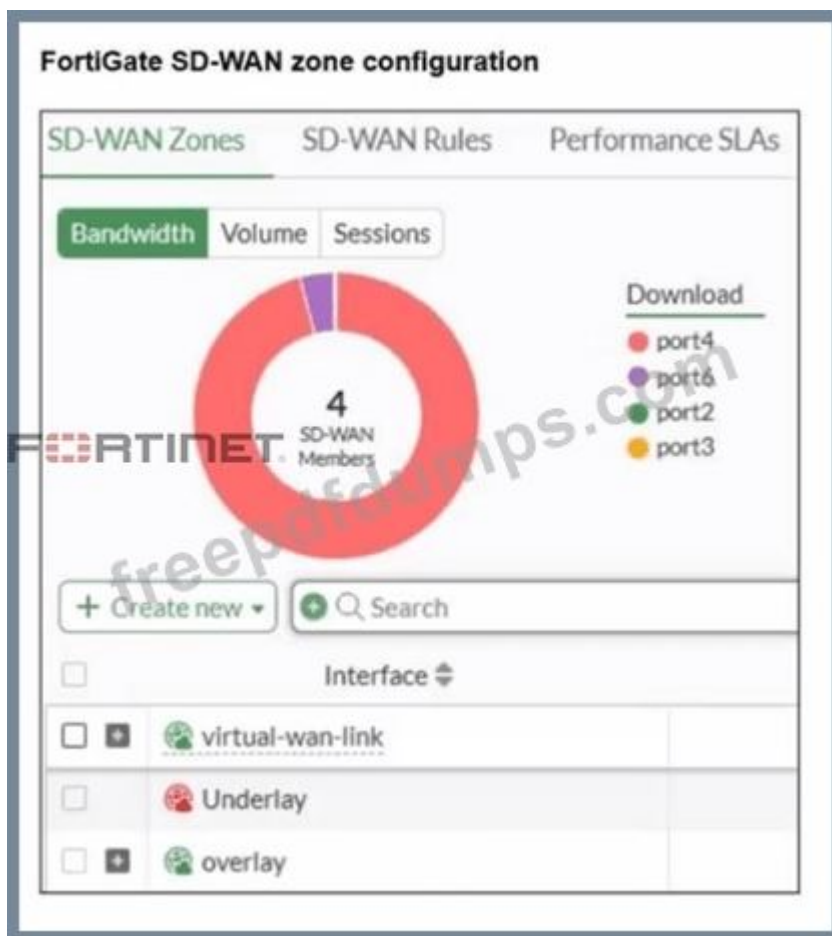 FortiGate SD-WAN zone configuration
SD-WAN Zones SD-WAN Rules Performance SLAs
Bandwidth Volume Sessions
Download
port4
port6
port2
port3
4
SD-WAN
Members
FORTINET
freepdfdumps.com
+ Create new Search
Interface
virtual-wan-link
Underlay
overlay